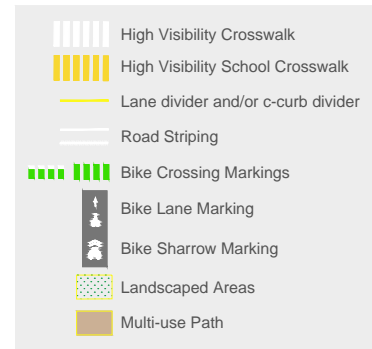 High Visibility Crosswalk
High Visibility School Crosswalk
Lane divider and/or c-curb divider
Road Striping
Bike Crossing Markings
Bike Lane Marking
Bike Sharrow Marking
Landscaped Areas
Multi-use Path